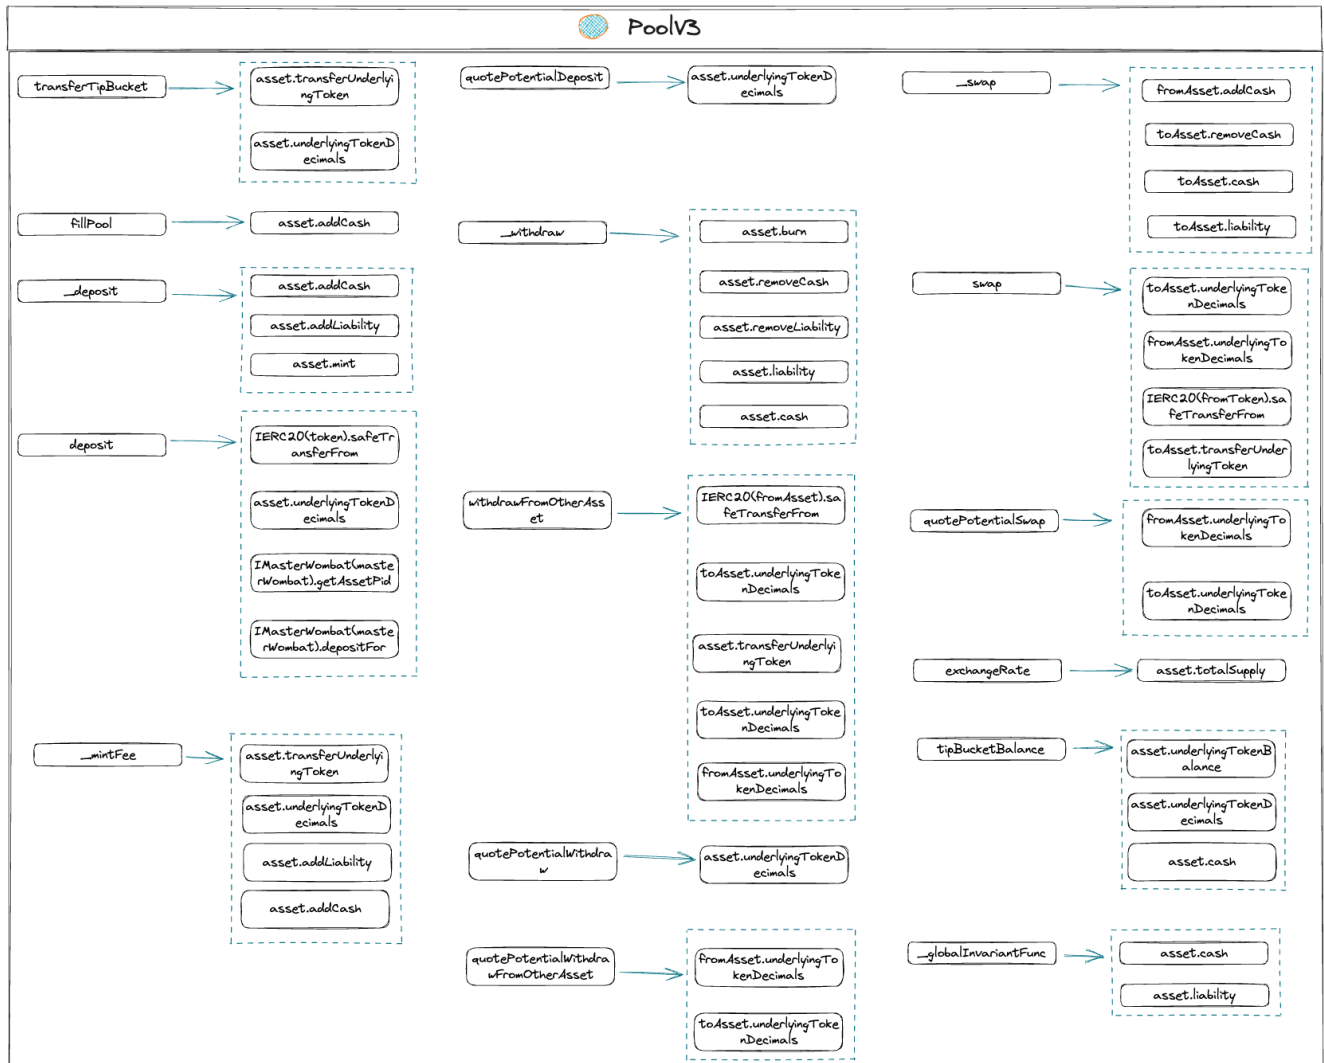 PoolV3
transferTipBucket
asset.transferUnderlyi
ngToken
asset.underlyingTokenD
ecimals
fillPool
asset.addCash
_deposit
asset.addCash
asset.addLiability
asset.mint
deposit
IERC20(token).safeTr
ansferFrom
asset.underlyingTokenD
ecimals
IMasterWombat(maste
rWombat).getAssetPid
IMasterWombat(maste
rWombat).depositFor
_mintFee
asset.transferUnderlyi
ngToken
asset.underlyingTokenD
ecimals
asset.addLiability
asset.addCash
quotePotentialDeposit
asset.underlyingTokenD
ecimals
_withdraw
asset.burn
asset.removeCash
asset.removeLiability
asset.liability
asset.cash
withdrawFromOtherAss
et
IERC20(fromAsset).sa
feTransferFrom
toAsset.underlyingToke
nDecimals
asset.transferUnderlyi
ngToken
toAsset.underlyingToke
nDecimals
fromAsset.underlyingTo
kenDecimals
quotePotentialWithdra
w
asset.underlyingTokenD
ecimals
quotePotentialWithdra
wFromOtherAsset
fromAsset.underlyingTo
kenDecimals
toAsset.underlyingToke
nDecimals
_swap
fromAsset.addCash
toAsset.removeCash
toAsset.cash
toAsset.liability
swap
toAsset.underlyingToke
nDecimals
fromAsset.underlyingTo
kenDecimals
IERC20(fromToken).sa
feTransferFrom
toAsset.transferUnder
lyingToken
quotePotentialSwap
fromAsset.underlyingTo
kenDecimals
toAsset.underlyingToke
nDecimals
exchangeRate
asset.totalSupply
tipBucketBalance
asset.underlyingTokenB
alance
asset.underlyingTokenD
ecimals
asset.cash
_globalInvariantFunc
asset.cash
asset.liability